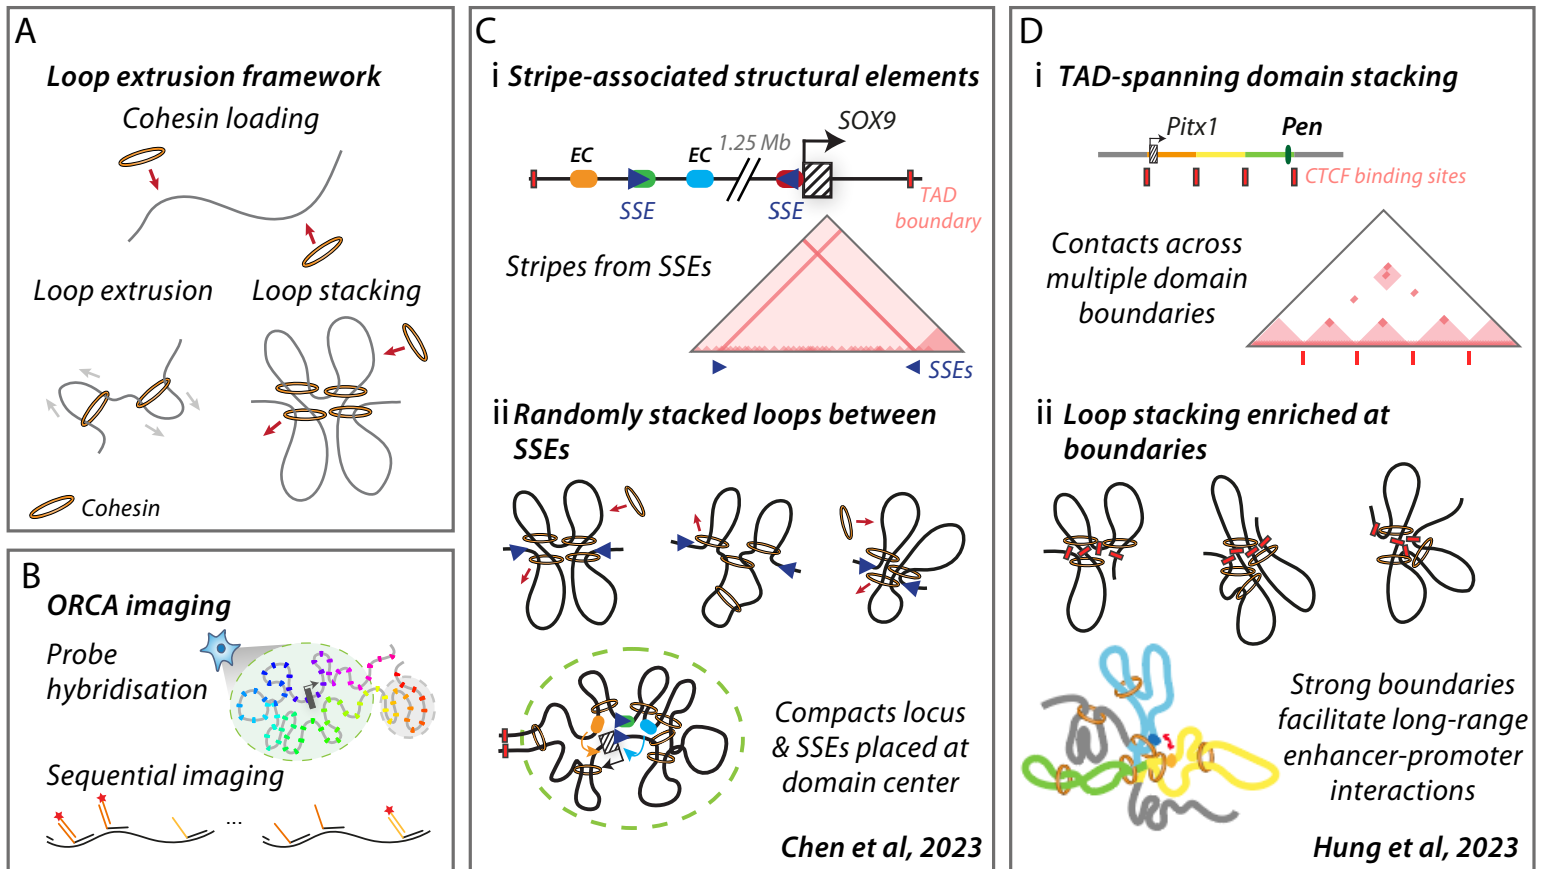 A
Loop extrusion framework
Cohesin loading
Loop extrusion
Loop stacking
Cohesin
B
ORCA imaging
Probe
hybridisation
Sequential imaging
...
C
i Stripe-associated structural elements
1.25 Mb
SOX9
EC
EC
SSE
SSE
TAD
boundary
Stripes from SSEs
SSEs
ii Randomly stacked loops between
SSEs
Compacts locus
& SSEs placed at
domain center
Chen et al, 2023
D
i TAD-spanning domain stacking
Pitx1
Pen
CTCF binding sites
Contacts across
multiple domain
boundaries
ii Loop stacking enriched at
boundaries
Strong boundaries
facilitate long-range
enhancer-promoter
interactions
Hung et al, 2023